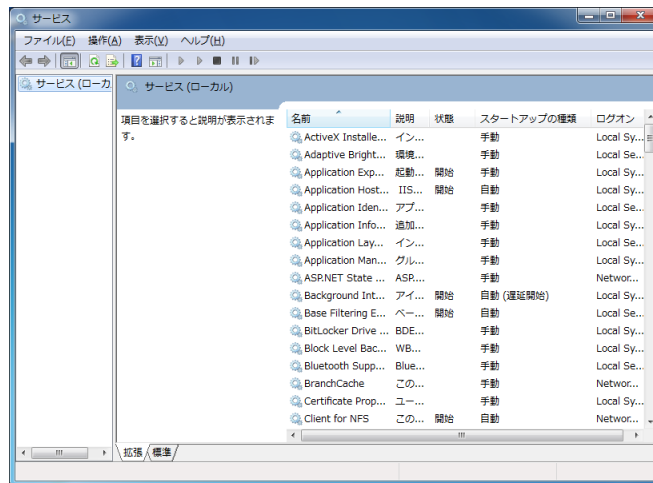 サービス
ファイル(F) 操作(A) 表示(V) ヘルプ(H)
サービス (ローカ
サービス (ローカル)
項目を選択すると説明が表示されま
す。
名前 説明 状態 スタートアップの種類 ログオン
ActiveX Installe... イン... 手動 Local Sy...
Adaptive Bright... 環境... 手動 Local Se...
Application Exp... 起動... 開始 手動 Local Sy...
Application Host... IIS... 開始 自動 Local Sy...
Application Iden... アプ... 手動 Local Se...
Application Info... 追加... 手動 Local Sy...
Application Lay... イン... 手動 Local Se...
Application Man... グル... 手動 Local Sy...
ASP.NET State ... ASP.... 手動 Networ...
Background Int... アイ... 開始 自動 (遅延開始) Local Sy...
Base Filtering E... ベー... 開始 自動 Local Se...
BitLocker Drive ... BDE... 手動 Local Sy...
Block Level Bac... WB... 手動 Local Sy...
Bluetooth Supp... Blue... 手動 Local Se...
BranchCache この... 手動 Networ...
Certificate Prop... ユー... 手動 Local Sy...
Client for NFS この... 開始 自動 Networ...
拡張 標準